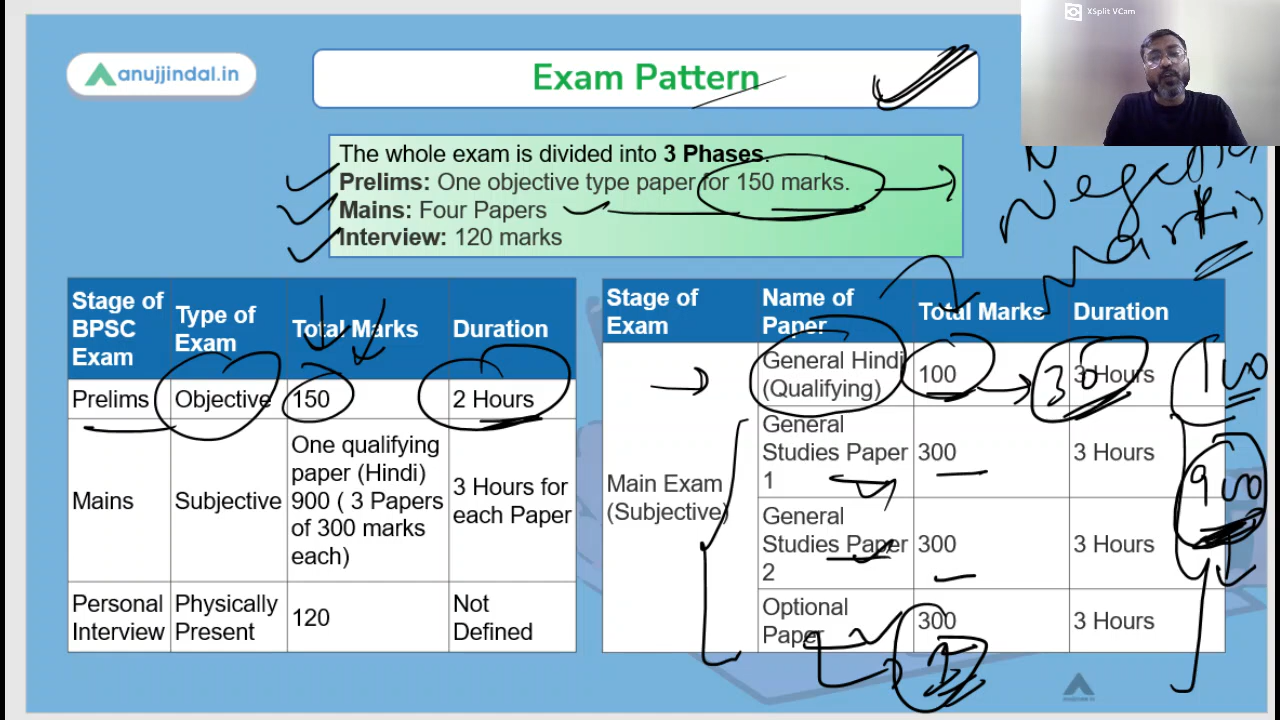 XSplit VCam
anujjindal.in
Exam Pattern
The whole exam is divided into 3 Phases.
Prelims: One objective type paper for 150 marks.
Mains: Four Papers
Interview: 120 marks
Negative
Marking
Stage of
BPSC
Exam
Type of
Exam
Total Marks
Duration
Prelims
Objective
150
2 Hours
Mains
Subjective
One qualifying
paper (Hindi)
900 ( 3 Papers
of 300 marks
each)
3 Hours for
each Paper
Personal
Interview
Physically
Present
120
Not
Defined
Stage of
Exam
Name of
Paper
Total Marks
Duration
Main Exam
(Subjective)
General Hindi
(Qualifying)
100
30
3 Hours
100
General
Studies Paper
1
300
3 Hours
900
General
Studies Paper
2
300
3 Hours
Optional
Paper
300
3 Hours
anujjindal.in